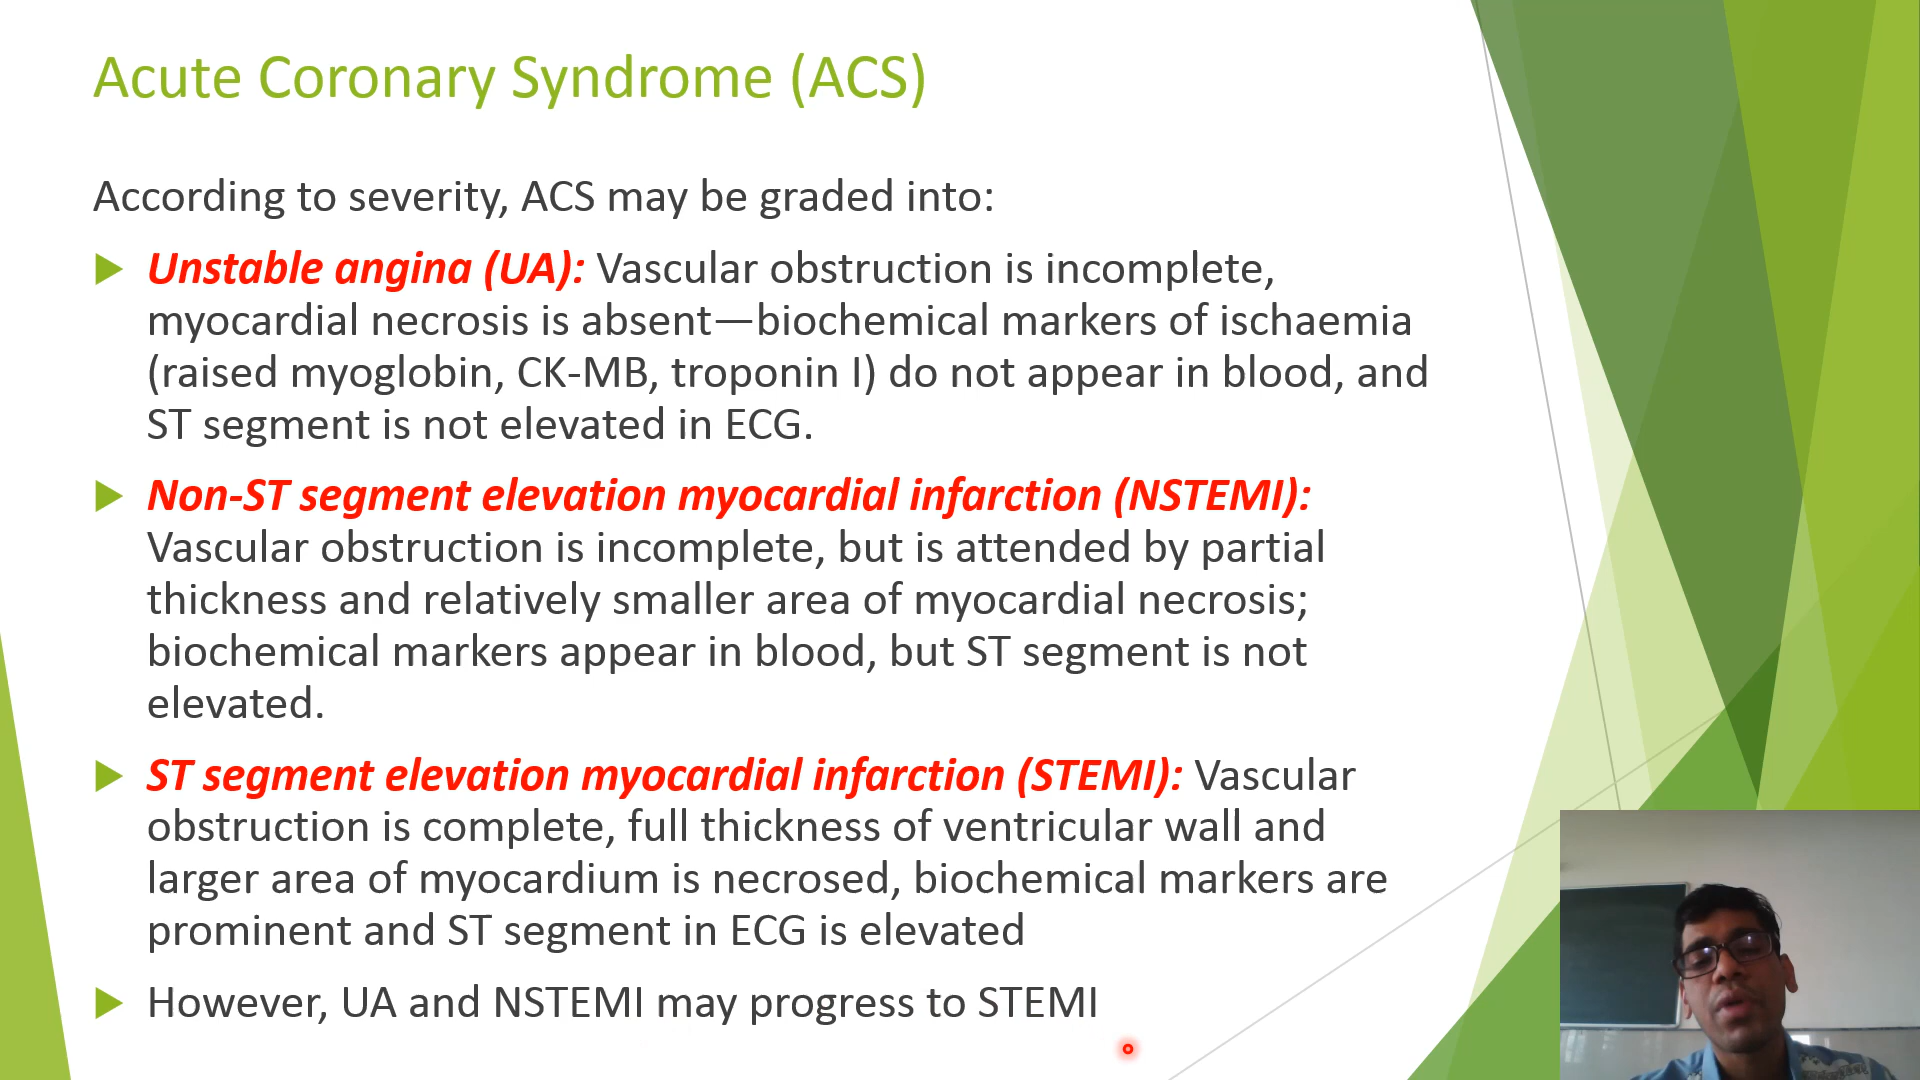 Acute Coronary Syndrome (ACS)
According to severity, ACS may be graded into:
Unstable angina (UA): Vascular obstruction is incomplete,
myocardial necrosis is absent—biochemical markers of ischaemia
(raised myoglobin, CK-MB, troponin I) do not appear in blood, and
ST segment is not elevated in ECG.
Non-ST segment elevation myocardial infarction (NSTEMI):
Vascular obstruction is incomplete, but is attended by partial
thickness and relatively smaller area of myocardial necrosis;
biochemical markers appear in blood, but ST segment is not
elevated.
ST segment elevation myocardial infarction (STEMI): Vascular
obstruction is complete, full thickness of ventricular wall and
larger area of myocardium is necrosed, biochemical markers are
prominent and ST segment in ECG is elevated
However, UA and NSTEMI may progress to STEMI